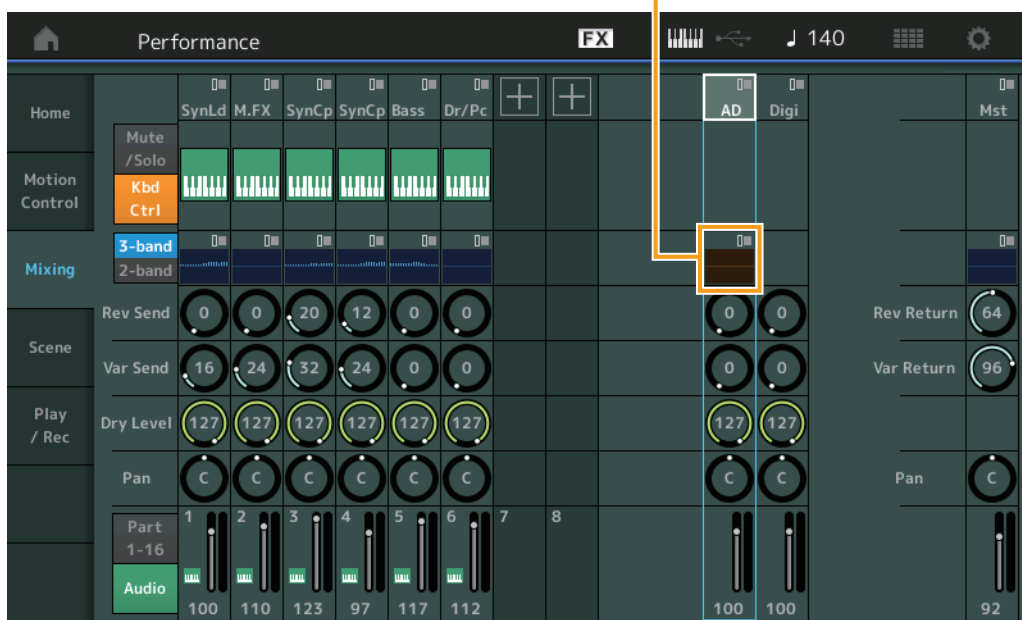 Performance
FX
140
Home
SynLd M.FX SynCp SynCp Bass Dr/Pc
AD Digi
Mst
Mute
/Solo
Kbd
Ctrl
Motion
Control
3-band
2-band
Mixing
Rev Send 0 0 20 12 0 0 0 0 Rev Return 64
Scene
Var Send 16 24 32 24 0 0 0 0 Var Return 96
Play
/ Rec
Dry Level 127 127 127 127 127 127 127 127
Pan C C C C C C C C Pan C
Part
1-16
1 2 3 4 5 6 7 8
Audio
100 110 123 97 117 112 100 100 92